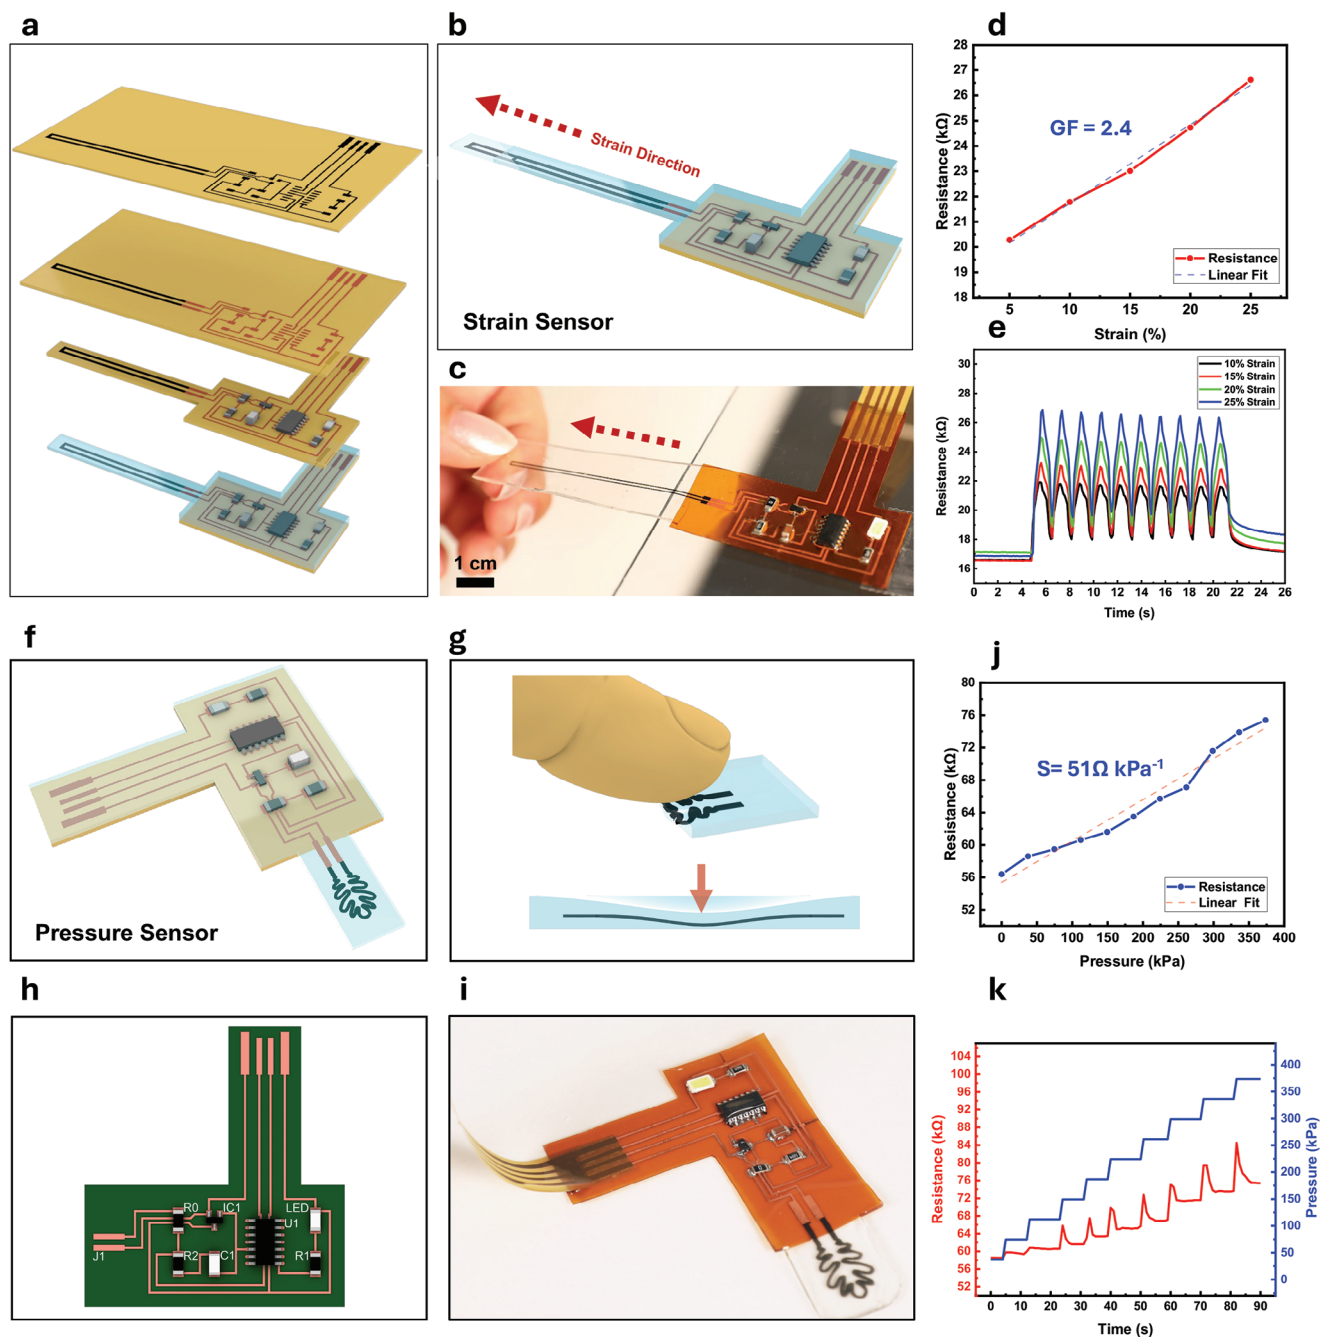 a
b
Strain Direction
Strain Sensor
c
1 cm
d
28
27
26
25
24
23
22
21
20
19
18
Resistance (kΩ)
GF = 2.4
Resistance
Linear Fit
5
10
15
20
25
Strain (%)
e
30
28
26
24
22
20
18
16
Resistance (kΩ)
10% Strain
15% Strain
20% Strain
25% Strain
0 2 4 6 8 10 12 14 16 18 20 22 24 26
Time (s)
f
Pressure Sensor
g
j
80
76
72
68
64
60
56
52
Resistance (kΩ)
S= 51Ω kPa⁻¹
Resistance
Linear Fit
0 50 100 150 200 250 300 350 400
Pressure (kPa)
h
R0
IC1
LED
U1
J1
R2
C1
R1
i
k
104
100
96
92
88
84
80
76
72
68
64
60
56
52
Resistance (kΩ)
400
350
300
250
200
150
100
50
0
Pressure (kPa)
0 10 20 30 40 50 60 70 80 90
Time (s)